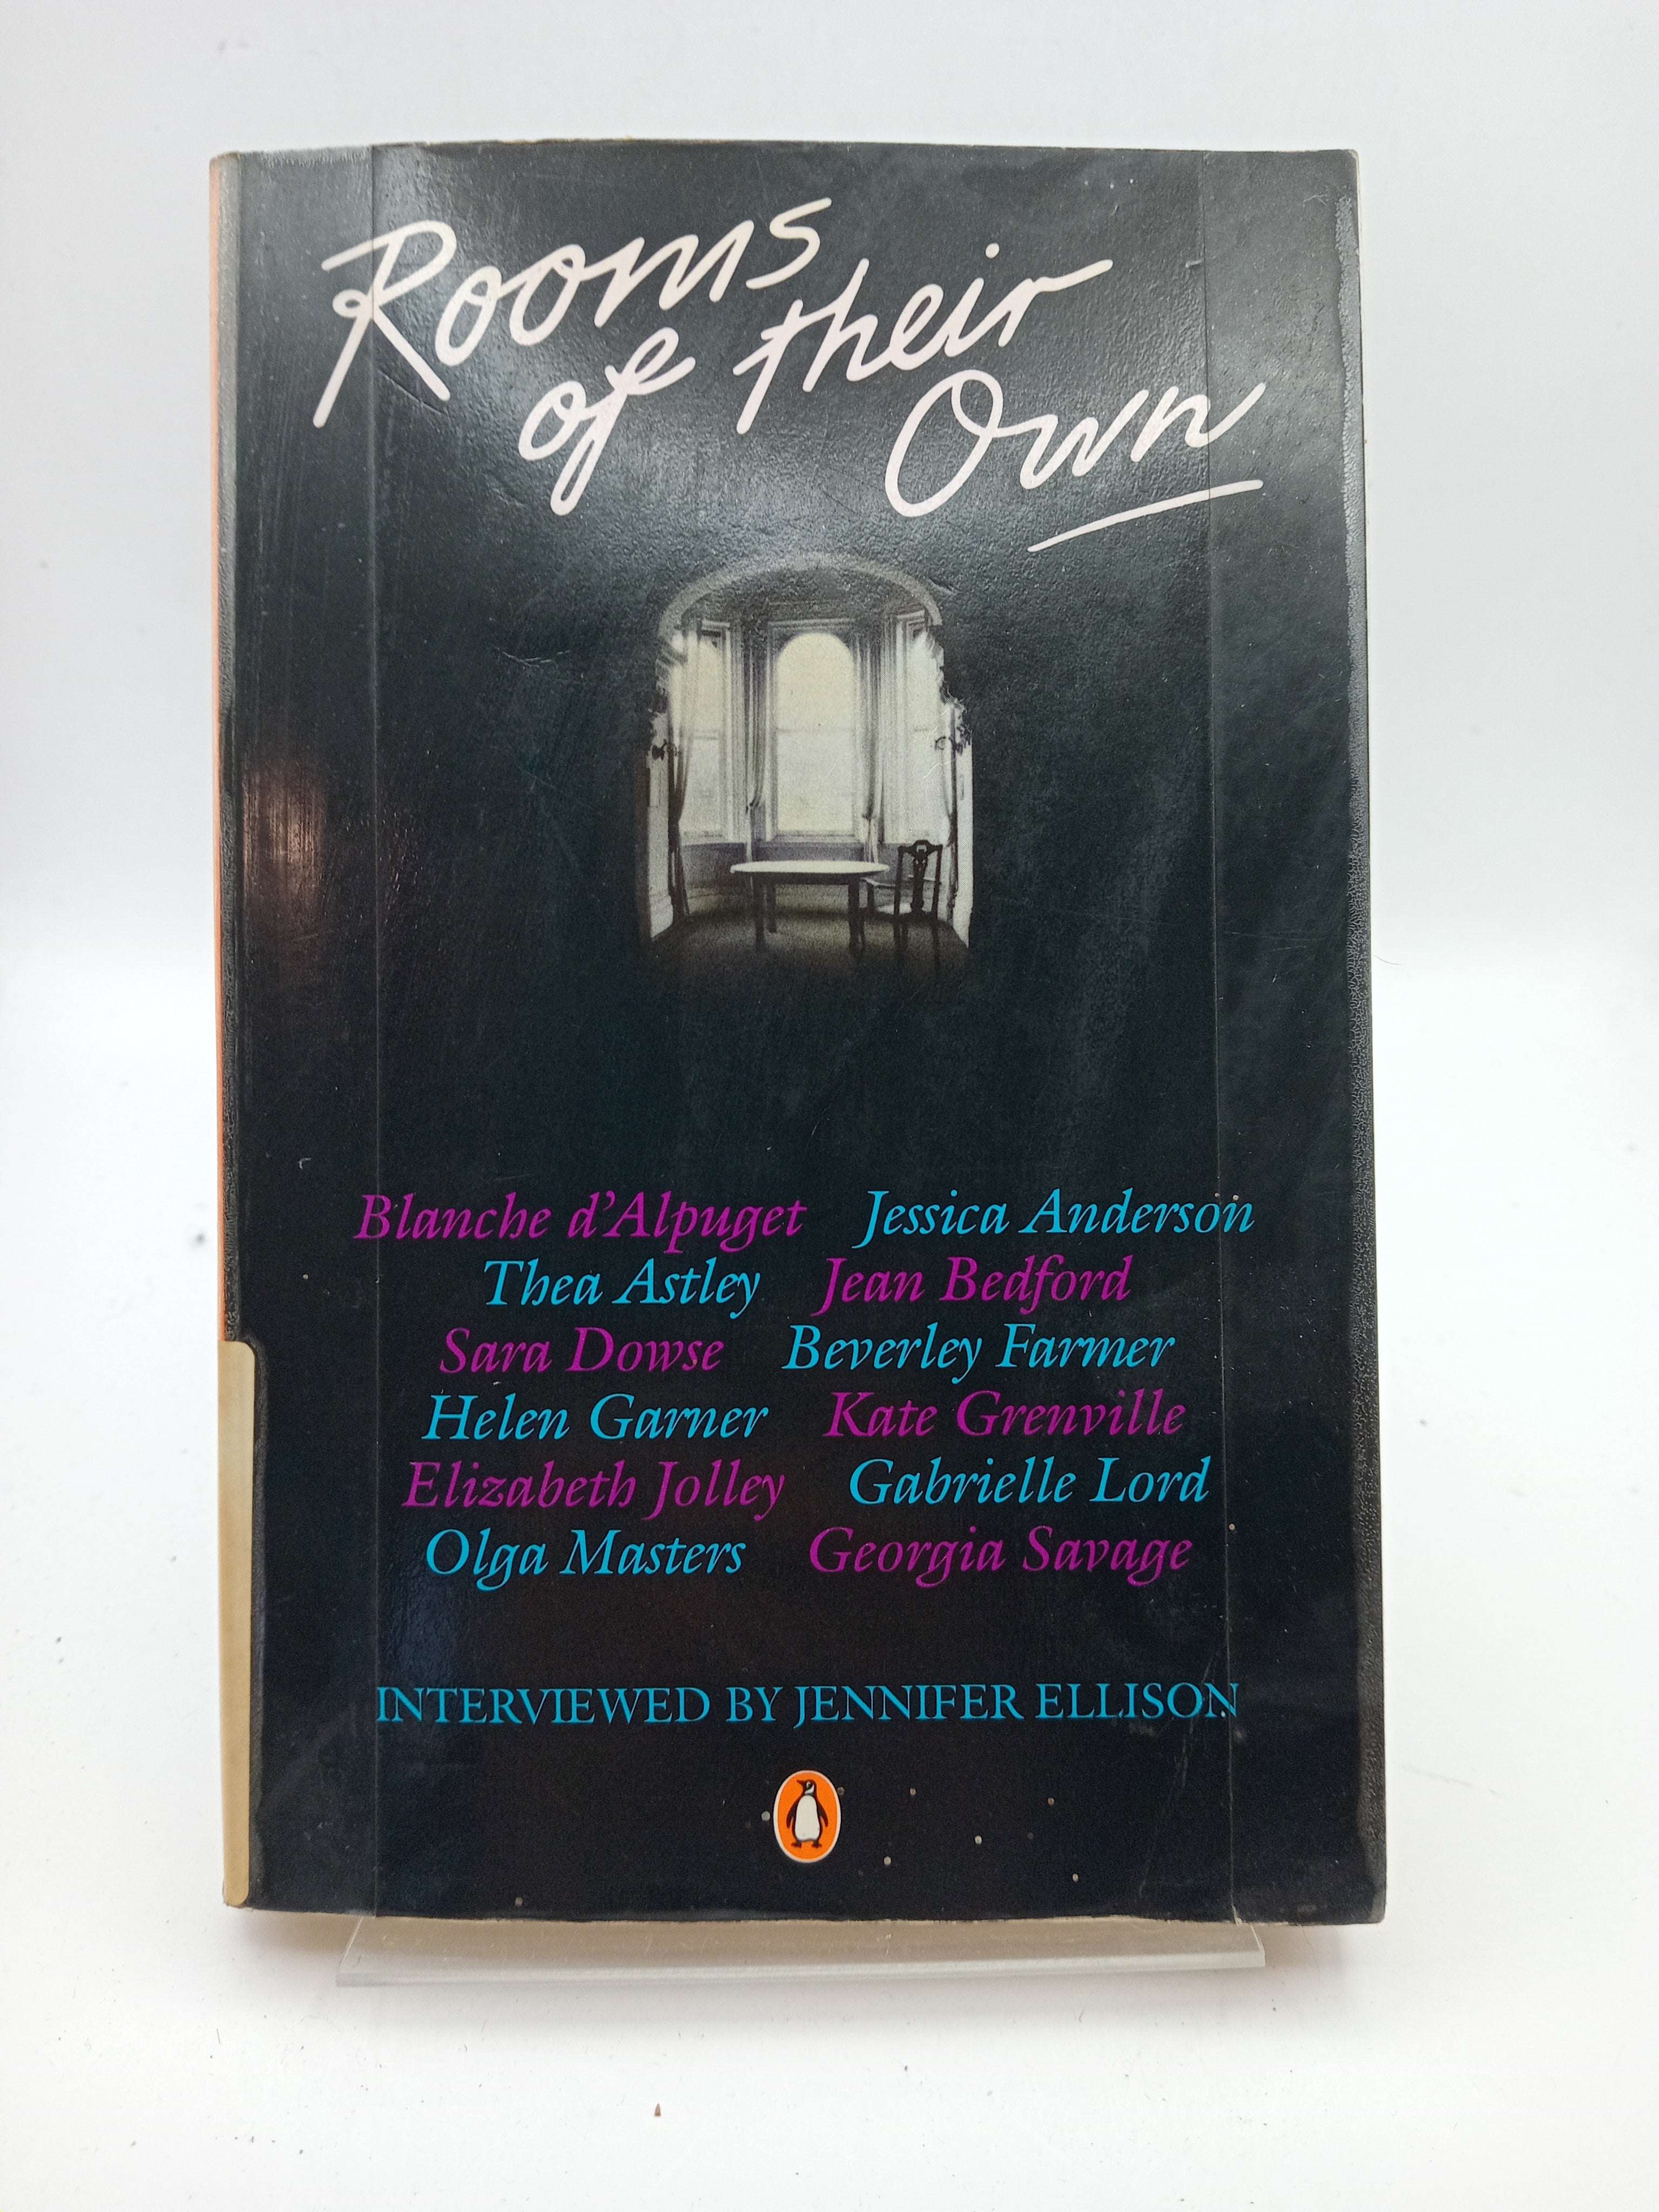 Rooms
of their
Own
Blanche d'Alpuget Jessica Anderson
Thea Astley Jean Bedford
Sara Dowse Beverley Farmer
Helen Garner Kate Grenville
Elizabeth Jolley Gabrielle Lord
Olga Masters Georgia Savage
INTERVIEWED BY JENNIFER ELLISON